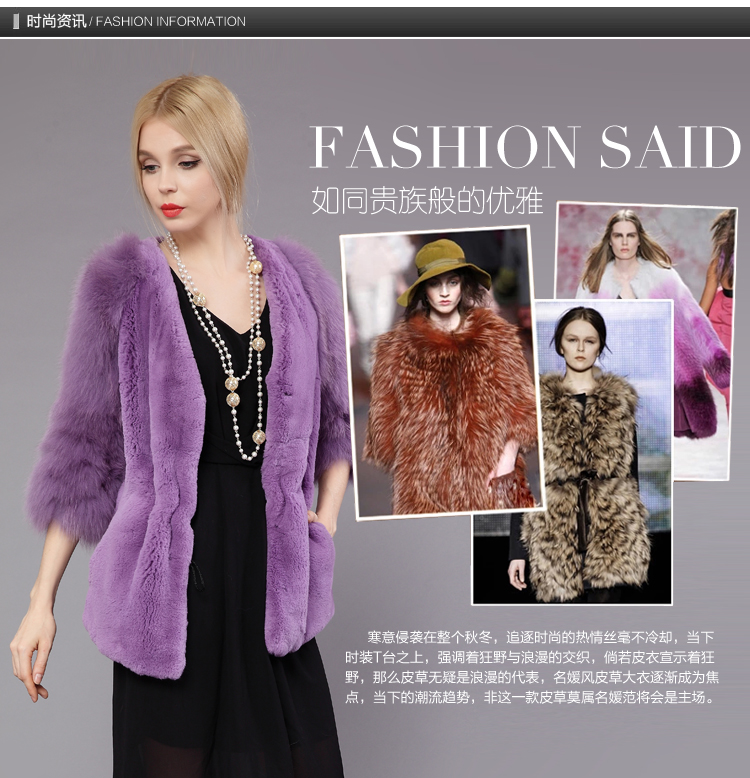 时尚资讯 / FASHION INFORMATION
FASHION SAID
如同贵族般的优雅
寒意侵袭在整个秋冬，追逐时尚的热情丝毫不冷却，当下
时装T台之上，强调着狂野与浪漫的交织，倘若皮衣宣示着狂
野，那么皮草无疑是浪漫的代表，名媛风皮草大衣逐渐成为焦
点，当下的潮流趋势，非这一款皮草莫属名媛范将会是主场。